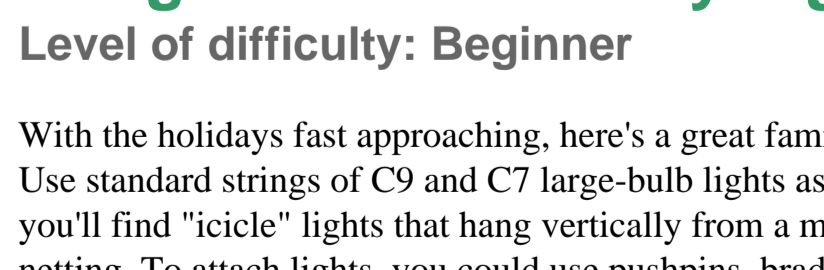 Level of difficulty: Beginner
With the holidays fast approaching, here's a great
Use standard strings of C9 and C7 large-bulb lights as
you'll find "icicle" lights that hang vertically from a
netting. To attach lights, you could use pushpins,